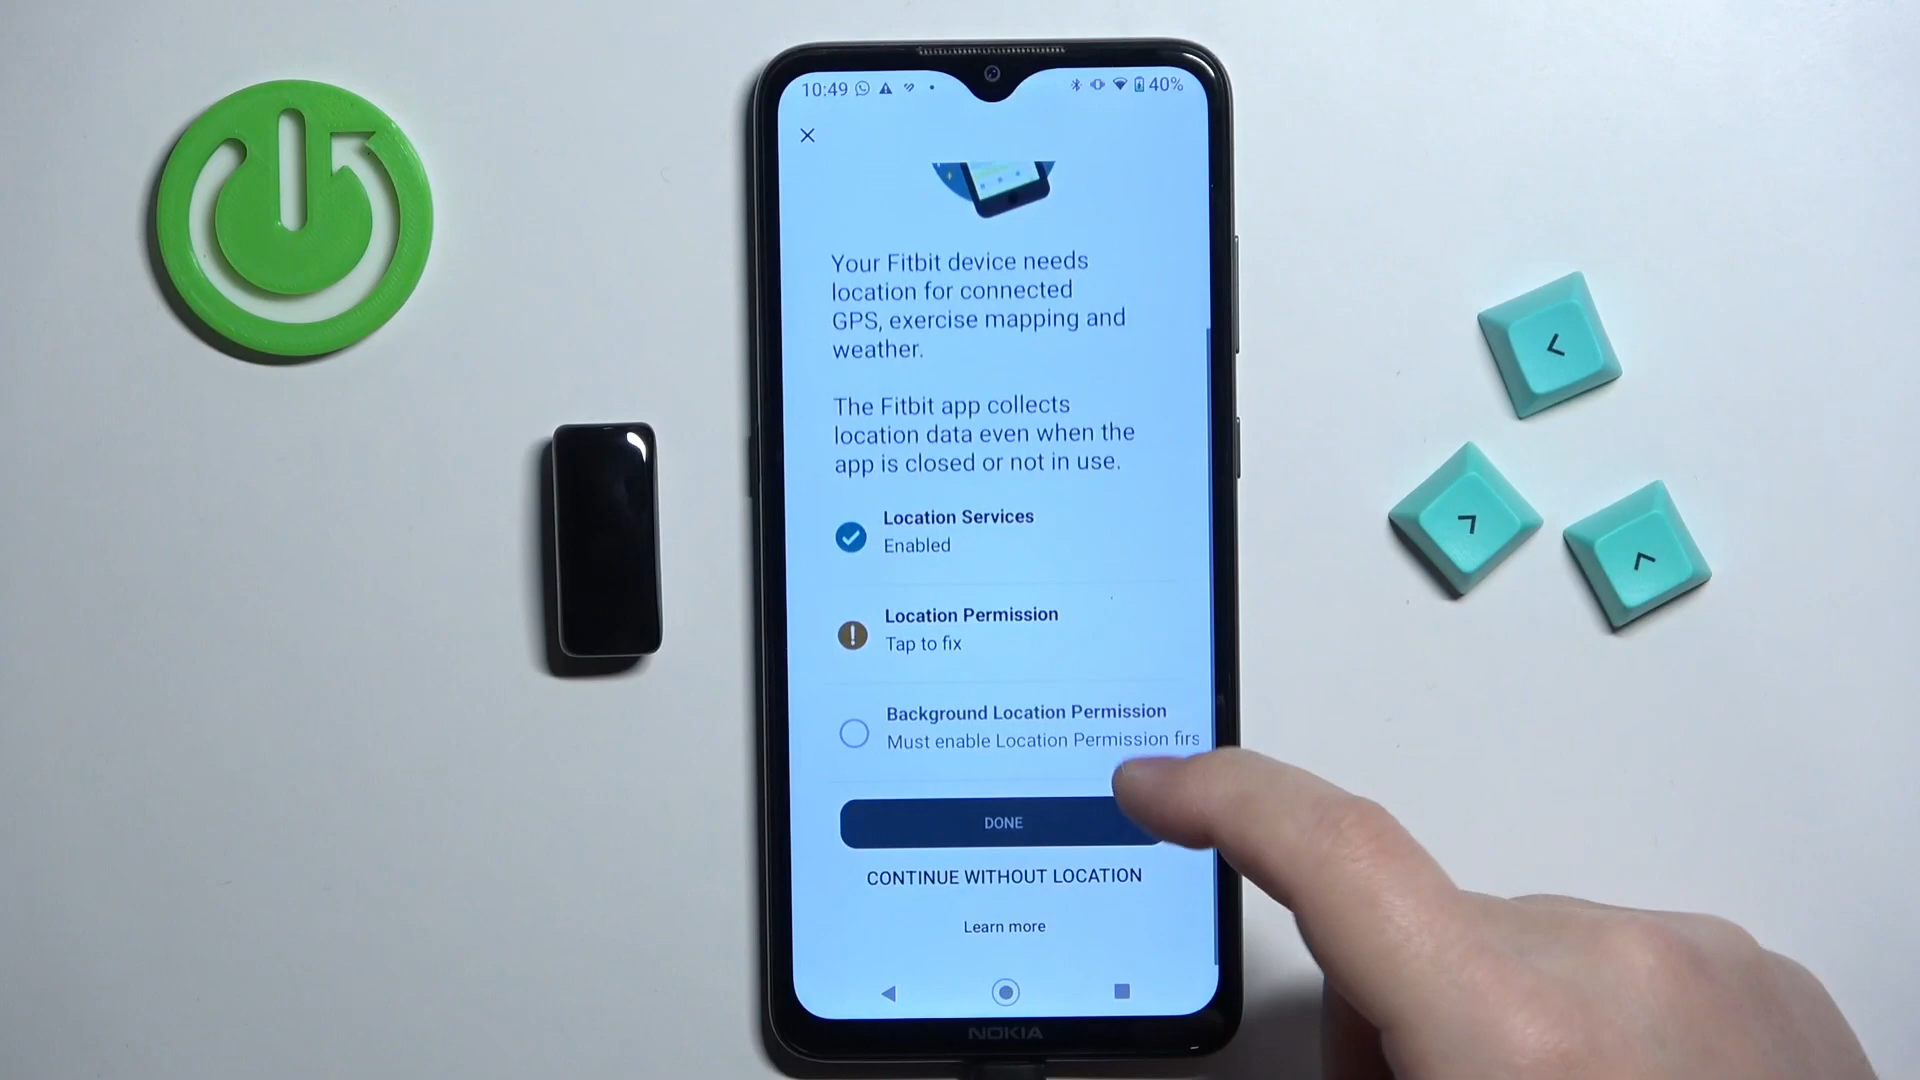 10:49
40%
Your Fitbit device needs
location for connected
GPS, exercise mapping and
weather.
The Fitbit app collects
location data even when the
app is closed or not in use.
Location Services
Enabled
Location Permission
Tap to fix
Background Location Permission
Must enable Location Permission firs
DONE
CONTINUE WITHOUT LOCATION
Learn more
NOKIA